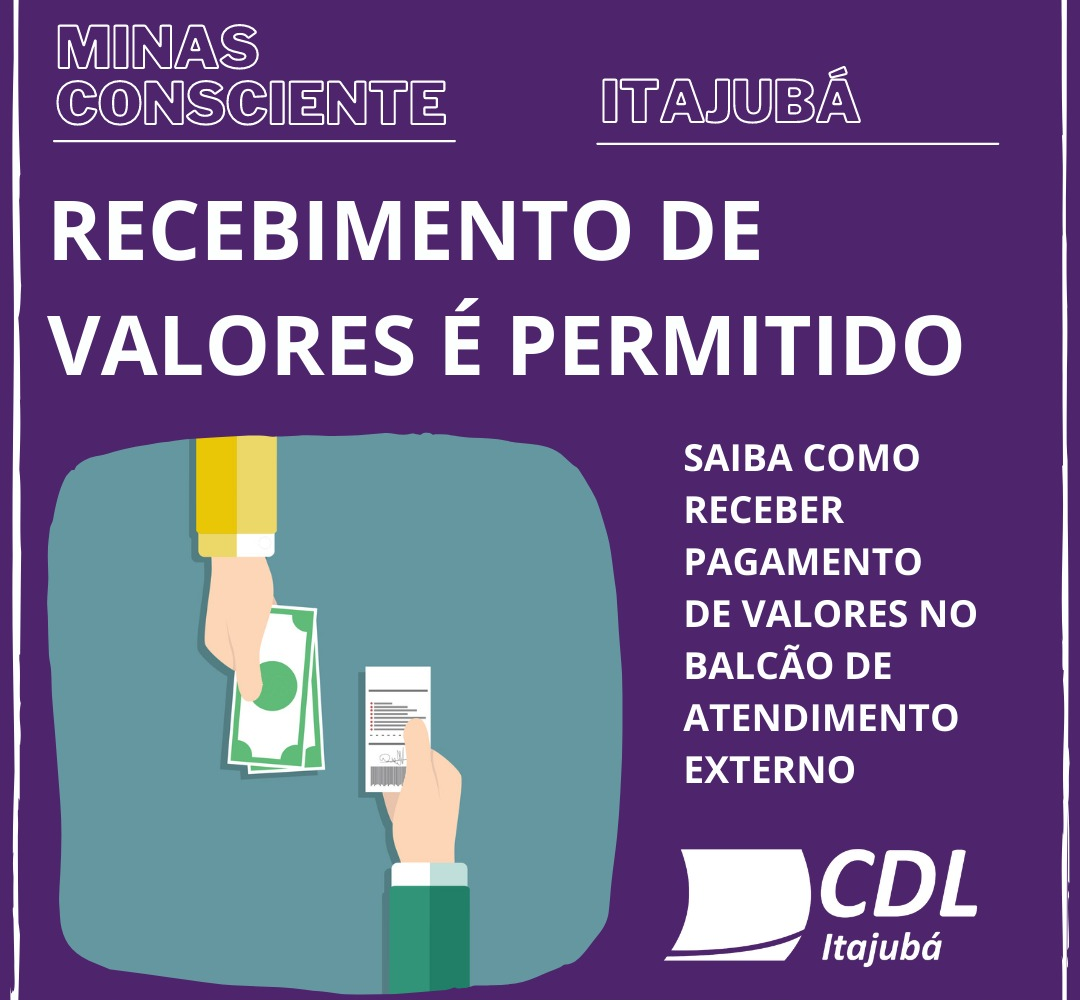 MINAS
CONSCIENTE
ITAJUBÁ
RECEBIMENTO DE
VALORES É PERMITIDO
SAIBA COMO
RECEBER
PAGAMENTO
DE VALORES NO
BALCÃO DE
ATENDIMENTO
EXTERNO
CDL
Itajubá